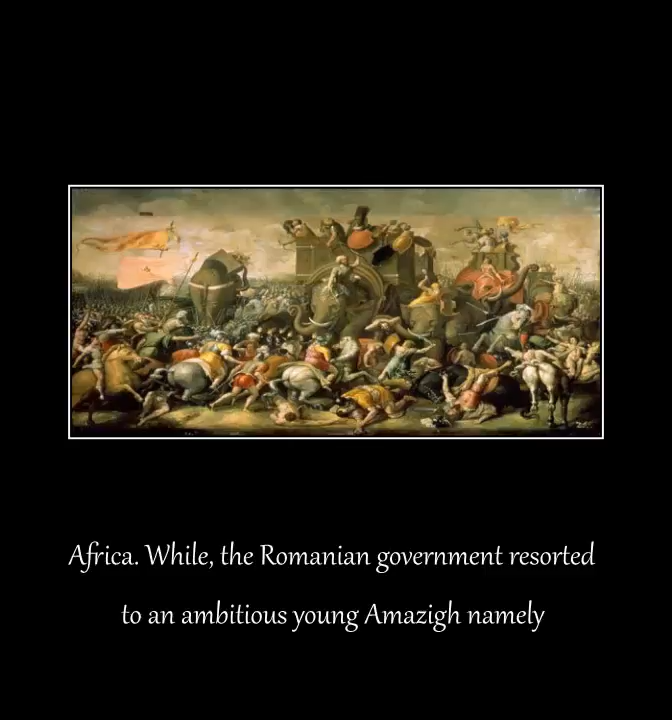 Africa. While, the Romanian government resorted
to an ambitious young Amazigh namely